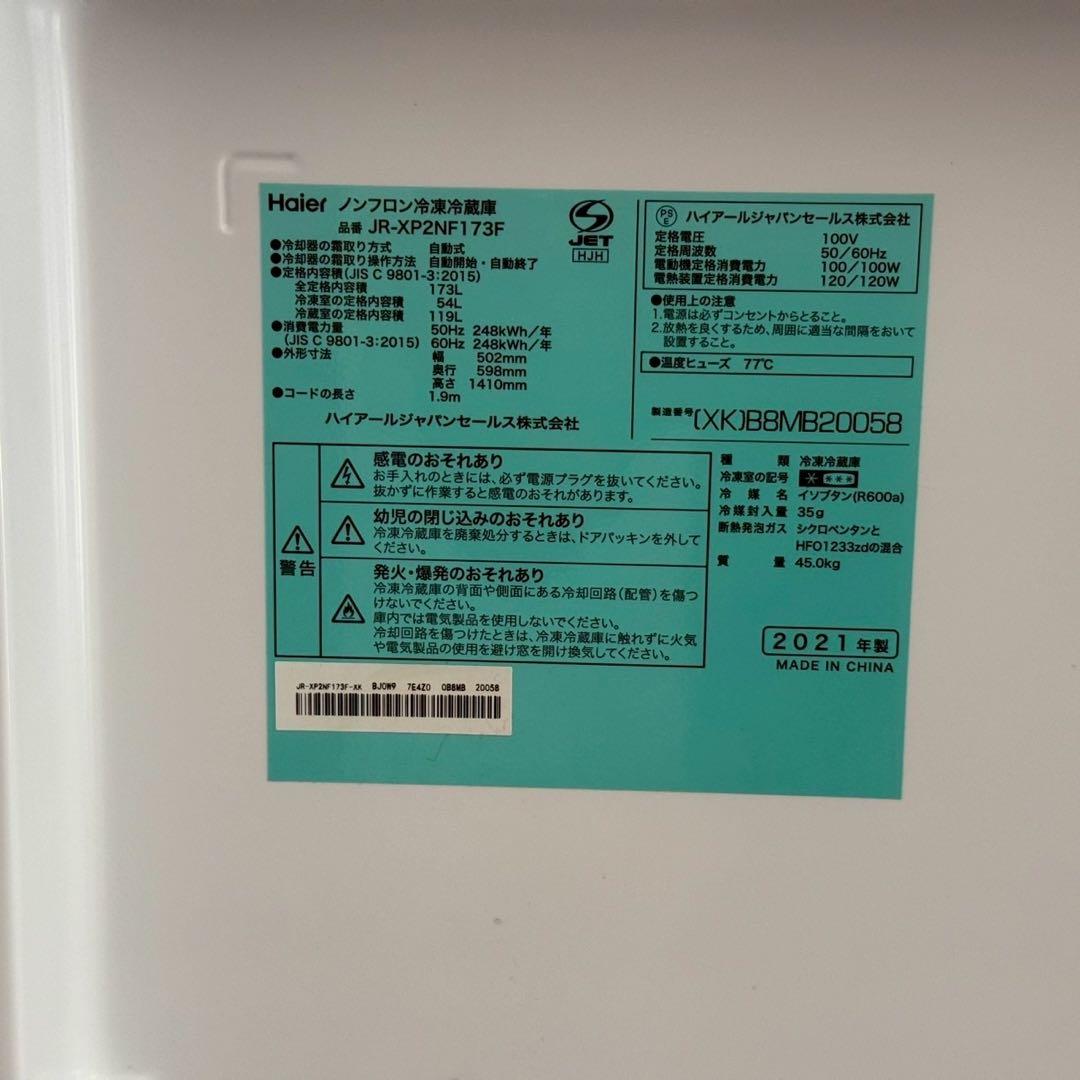 Haier ノンフロン冷凍冷蔵庫
品番 JR-XP2NF173F
●冷却器の霜取り方式 自動式
●冷却器の霜取り操作方法 自動開始・自動終了
●定格内容積(JIS C 9801-3:2015)
全定格内容積 173L
冷凍室の定格内容積 54L
冷蔵室の定格内容積 119L
●消費電力量 50Hz 248kWh/年
(JIS C 9801-3:2015) 60Hz 248kWh/年
●外形寸法 幅 502mm
奥行 598mm
高さ 1410mm
●コードの長さ 1.9m
ハイアールジャパンセールス株式会社
S
JET
HJH
PS
E ハイアールジャパンセールス株式会社
定格電圧 100V
定格周波数 50/60Hz
電動機定格消費電力 100/100W
電熱装置定格消費電力 120/120W
●使用上の注意
1.電源は必ずコンセントからとること。
2.放熱を良くするため、周囲に適当な間隔をおいて
設置すること。
●温度ヒューズ 77℃
製造番号 (XK)B8MB20058
警告
感電のおそれあり
お手入れのときには、必ず電源プラグを抜いてください。
抜かずに作業すると感電のおそれがあります。
幼児の閉じ込みのおそれあり
冷凍冷蔵庫を廃棄処分するときは、ドアパッキンを外して
ください。
発火・爆発のおそれあり
冷凍冷蔵庫の背面や側面にある冷却回路(配管)を傷つ
けないでください。
庫内では電気製品を使用しないでください。
冷却回路を傷つけたときは、冷凍冷蔵庫に触れずに火気
や電気製品の使用を避け窓を開け換気してください。
種類 冷凍冷蔵庫
冷凍室の記号 * ***
冷媒名 イソブタン(R600a)
冷媒封入量 35g
断熱発泡ガス シクロペンタンと
HFO1233zdの混合
質量 45.0kg
2021年製
MADE IN CHINA
JR-XP2NF173F-XK BJ0W9 7E4Z0 0B8MB 20058